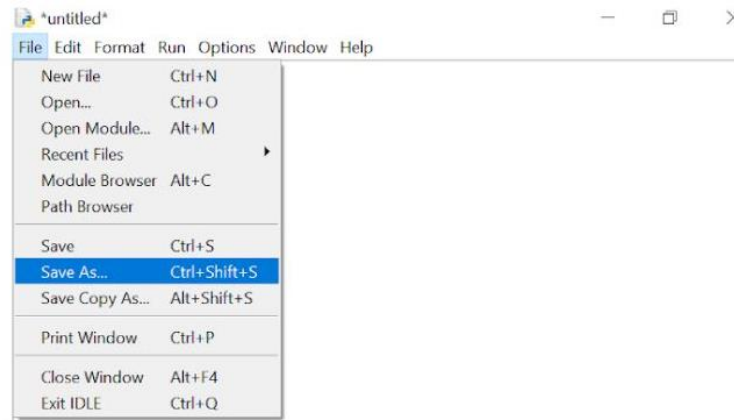 *untitled*
File Edit Format Run Options Window Help
New File Ctrl+N
Open... Ctrl+O
Open Module... Alt+M
Recent Files
Module Browser Alt+C
Path Browser
Save Ctrl+S
Save As... Ctrl+Shift+S
Save Copy As... Alt+Shift+S
Print Window Ctrl+P
Close Window Alt+F4
Exit IDLE Ctrl+Q